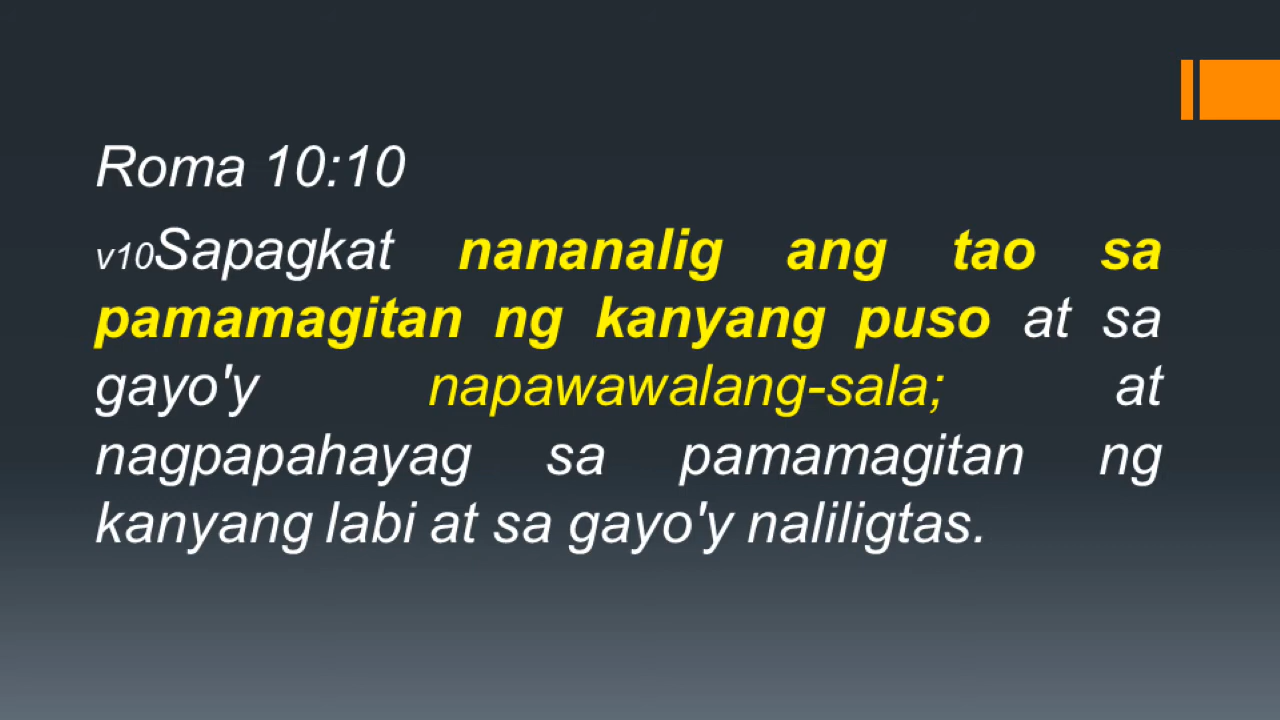 Roma 10:10
v10Sapagkat nananalig ang tao sa
pamamagitan ng kanyang puso at sa
gayo'y napawawalang-sala; at
nagpapahayag sa pamamagitan ng
kanyang labi at sa gayo'y naliligtas.